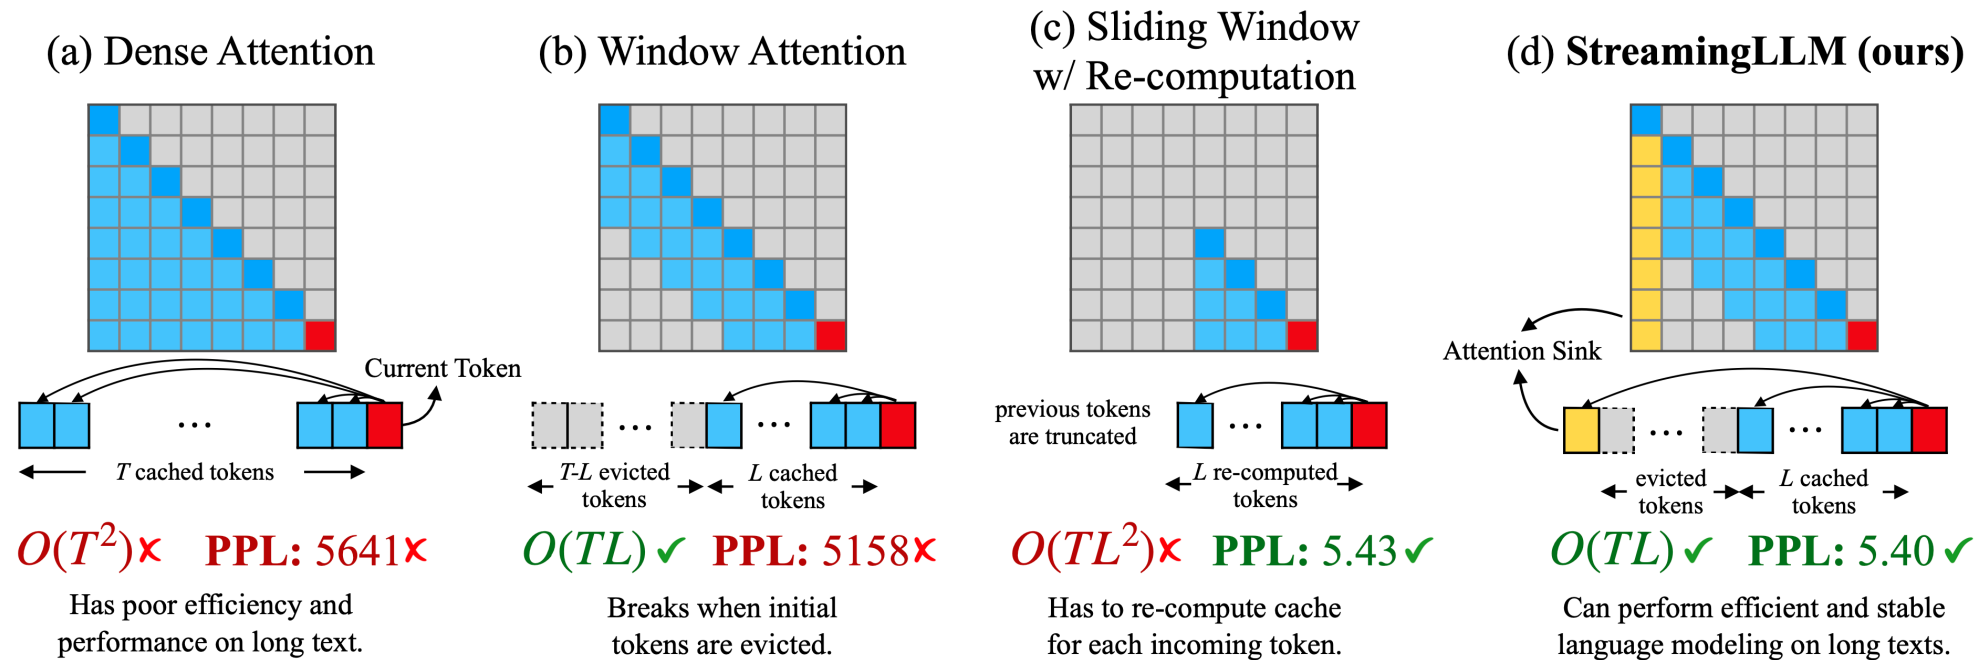 (a) Dense Attention
Current Token
...
T cached tokens
O(T²)✗ PPL: 5641✗
Has poor efficiency and
performance on long text.
(b) Window Attention
... ...
T-L evicted
tokens
L cached
tokens
O(TL)✓ PPL: 5158✗
Breaks when initial
tokens are evicted.
(c) Sliding Window
w/ Re-computation
previous tokens
are truncated
...
L re-computed
tokens
O(TL²)✗ PPL: 5.43✓
Has to re-compute cache
for each incoming token.
(d) StreamingLLM (ours)
Attention Sink
... ...
evicted
tokens
L cached
tokens
O(TL)✓ PPL: 5.40✓
Can perform efficient and stable
language modeling on long texts.